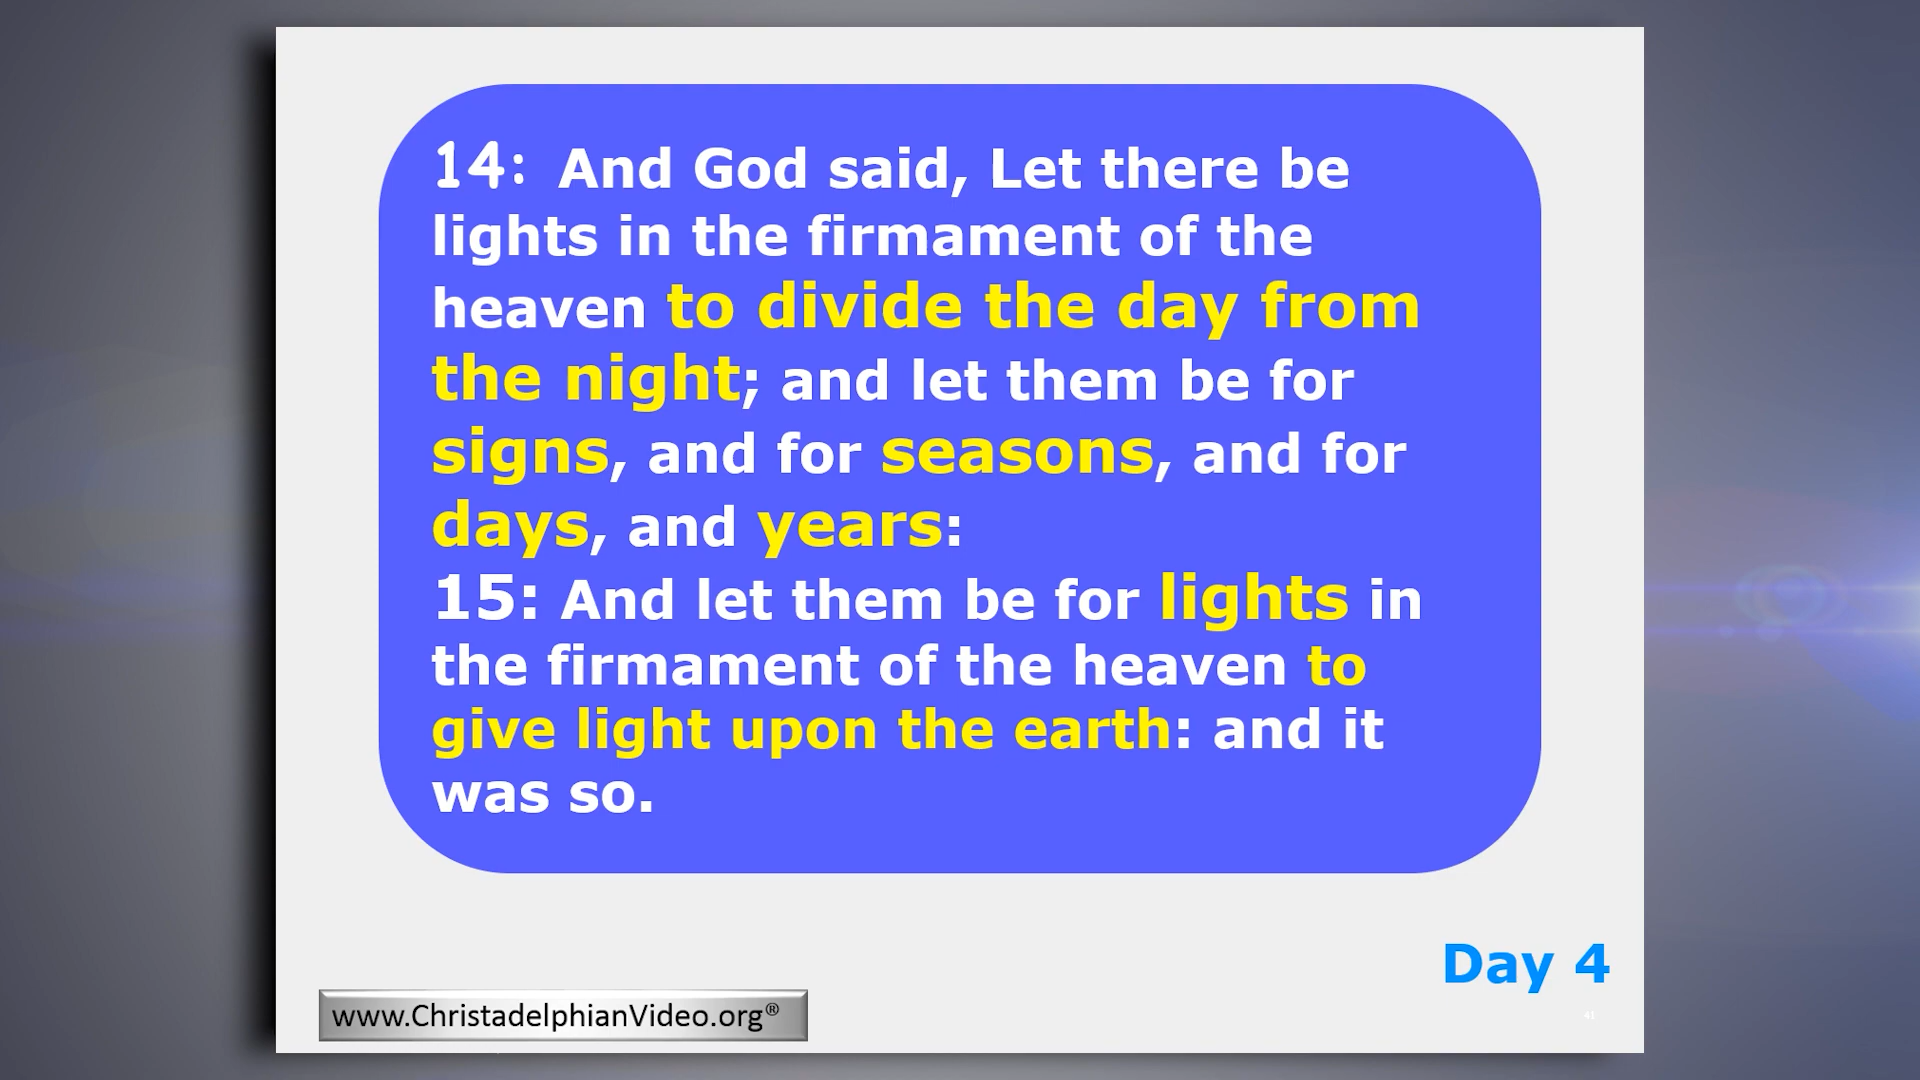 14: And God said, Let there be
lights in the firmament of the
heaven to divide the day from
the night; and let them be for
signs, and for seasons, and for
days, and years:
15: And let them be for lights in
the firmament of the heaven to
give light upon the earth: and it
was so.
Day 4
41
www.ChristadelphianVideo.org®